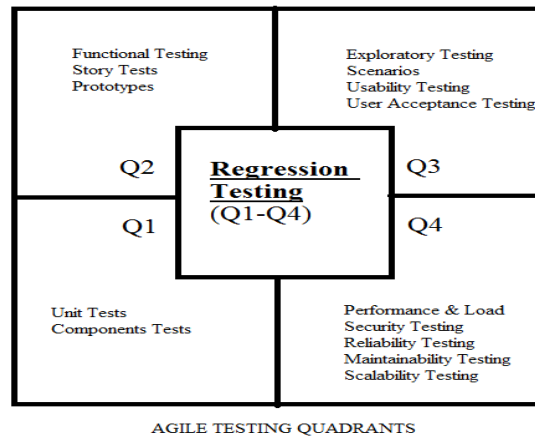 Functional Testing
Story Tests
Prototypes
Exploratory Testing
Scenarios
Usability Testing
User Acceptance Testing
Q2
Regression
Testing
(Q1-Q4)
Q3
Q1
Q4
Unit Tests
Components Tests
Performance & Load
Security Testing
Reliability Testing
Maintainability Testing
Scalability Testing
AGILE TESTING QUADRANTS